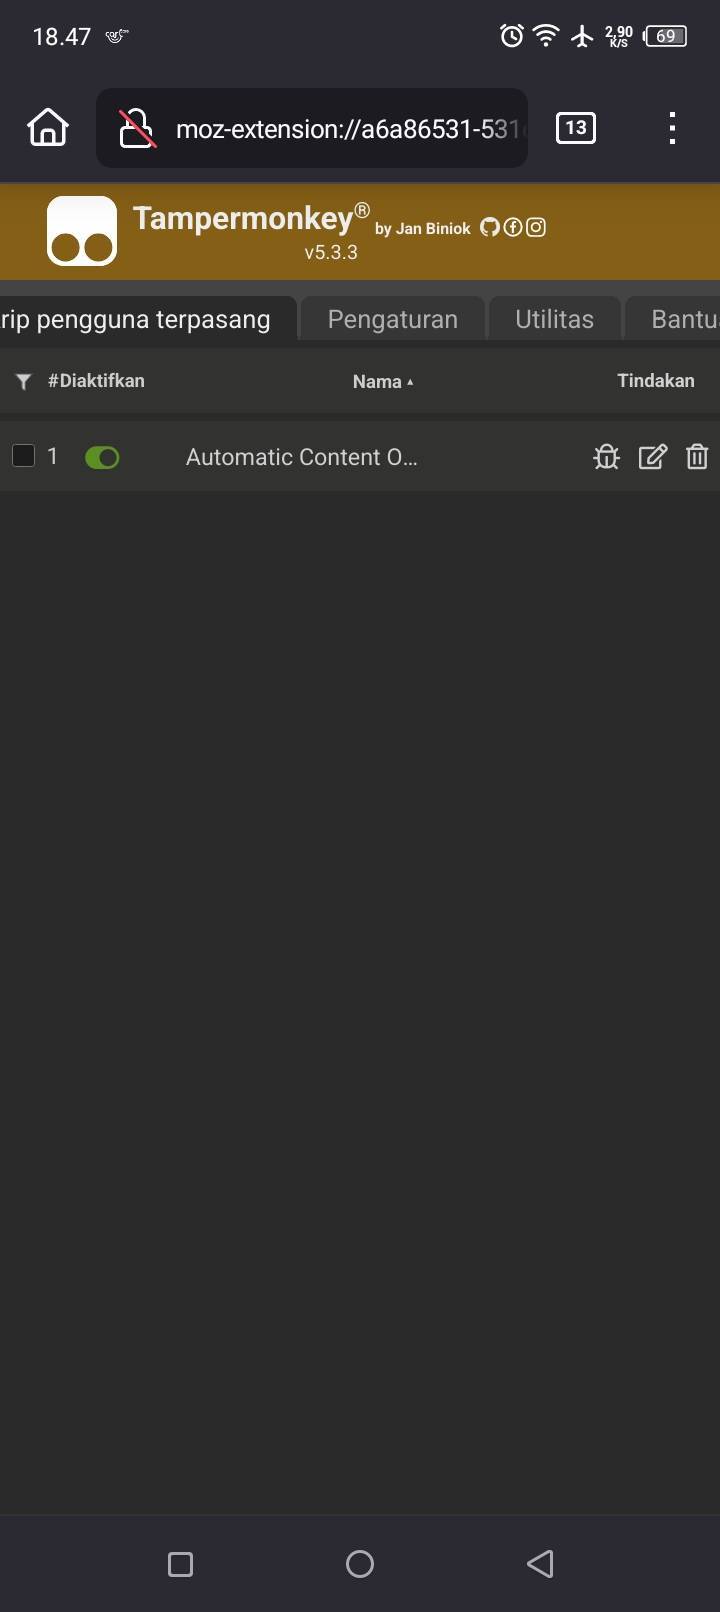 18.47
2,90
K/S
69
moz-extension://a6a86531-531
13
Tampermonkey® by Jan Biniok
v5.3.3
rip pengguna terpasang
Pengaturan
Utilitas
Bantu
#Diaktifkan
Nama ▴
Tindakan
1
Automatic Content O...